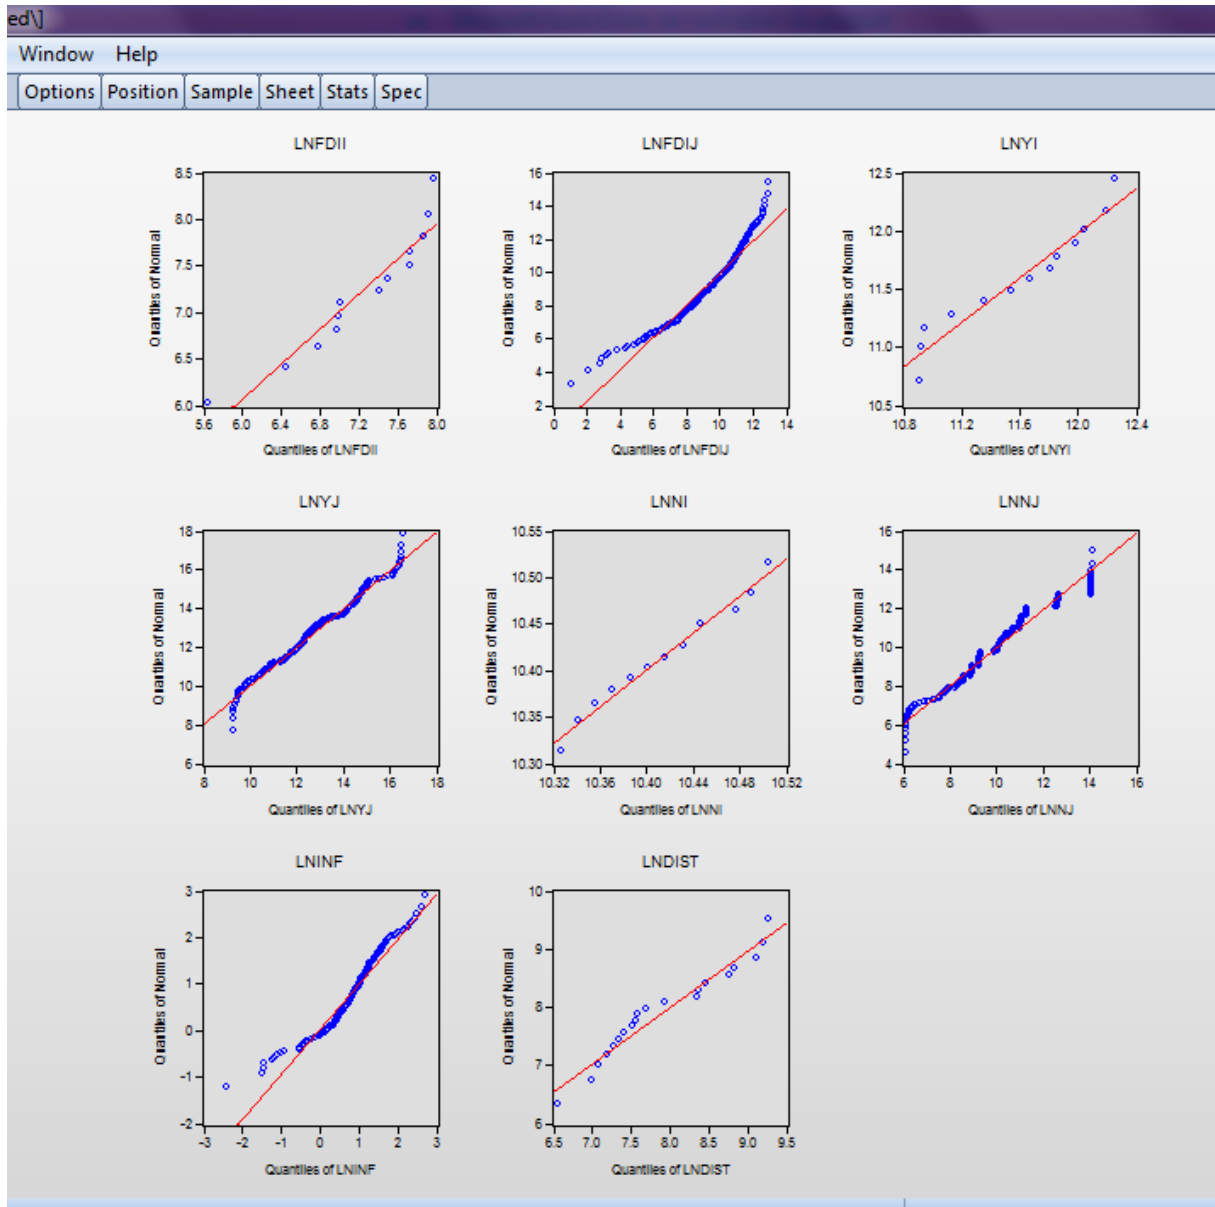 ed\]
Window Help
Options Position Sample Sheet Stats Spec
LNFDII
8.5
8.0
7.5
7.0
6.5
6.0
Quantiles of Normal
5.6 6.0 6.4 6.8 7.2 7.6 8.0
Quantiles of LNFDII
LNFDIJ
16
14
12
10
8
6
4
2
Quantiles of Normal
0 2 4 6 8 10 12 14
Quantiles of LNFDIJ
LNYI
12.5
12.0
11.5
11.0
10.5
Quantiles of Normal
10.8 11.2 11.6 12.0 12.4
Quantiles of LNYI
LNYJ
18
16
14
12
10
8
6
Quantiles of Normal
8 10 12 14 16 18
Quantiles of LNYJ
LNNI
10.55
10.50
10.45
10.40
10.35
10.30
Quantiles of Normal
10.32 10.36 10.40 10.44 10.48 10.52
Quantiles of LNNI
LNNJ
16
14
12
10
8
6
4
Quantiles of Normal
6 8 10 12 14 16
Quantiles of LNNJ
LNINF
3
2
1
0
-1
-2
Quantiles of Normal
-3 -2 -1 0 1 2 3
Quantiles of LNINF
LNDIST
10
9
8
7
6
Quantiles of Normal
6.5 7.0 7.5 8.0 8.5 9.0 9.5
Quantiles of LNDIST